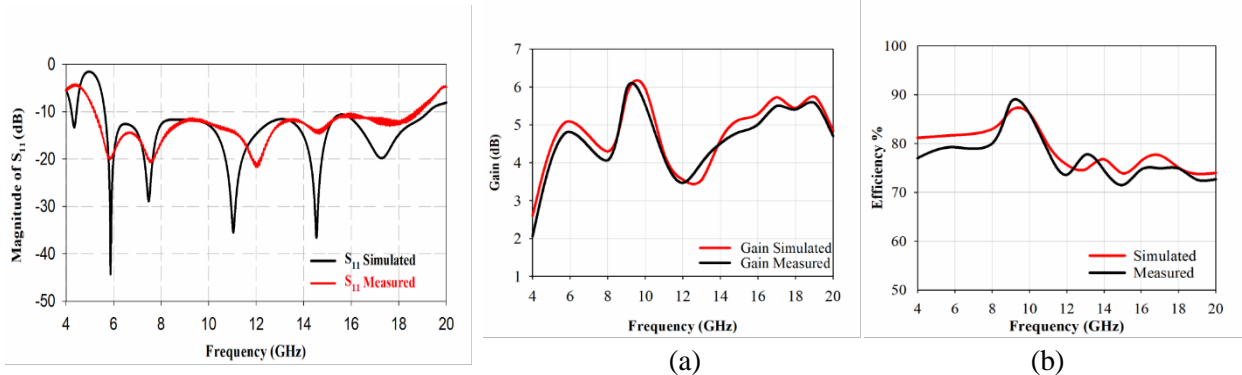 Magnitude of S11 (dB)
0
-10
-20
-30
-40
-50
S11 Simulated
S11 Measured
4 6 8 10 12 14 16 18 20
Frequency (GHz)
Gain (dB)
7
6
5
4
3
2
1
Gain Simulated
Gain Measured
4 6 8 10 12 14 16 18 20
Frequency (GHz)
(a)
Efficiency %
100
90
80
70
60
50
Simulated
Measured
4 6 8 10 12 14 16 18 20
Frequency (GHz)
(b)